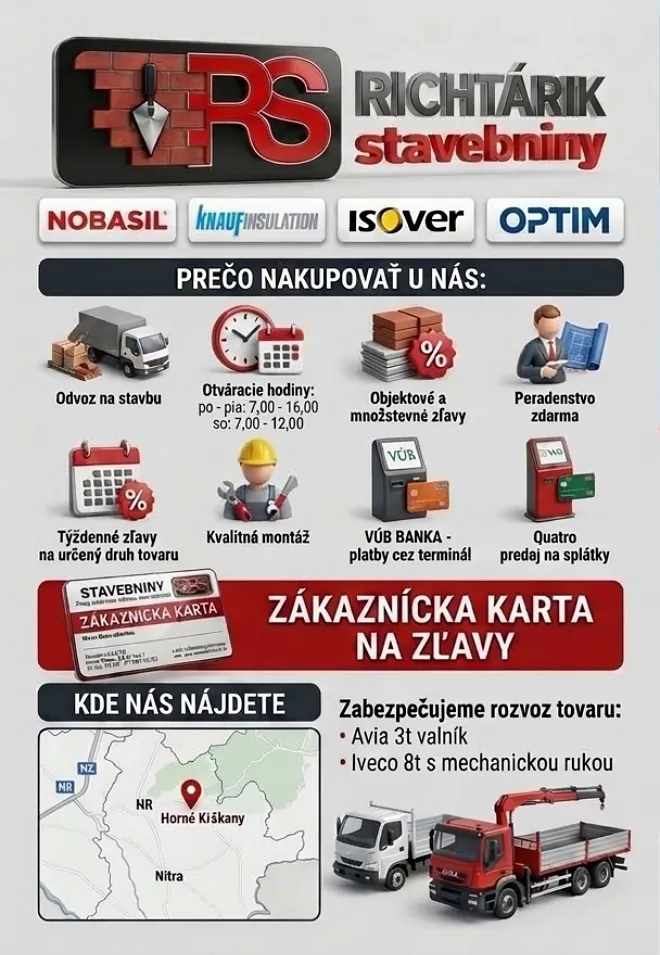 RS
RICHTÁRIK
stavebniny
NOBASIL
KNAUFINSULATION
ISOVER
OPTIM
PREČO NAKUPOVAŤ U NÁS:
Odvoz na stavbu
Otváracie hodiny:
po - pia: 7,00 - 16,00
so: 7,00 - 12,00
%
Objektové a
množstevné zľavy
Peradenstvo
zdarma
%
Týždenné zľavy
na určený druh tovaru
Kvalitná montáž
VÚB
VÚB BANKA -
platby cez terminál
Quatro
predaj na splátky
STAVEBNINY
ZÁKAZNÍCKA KARTA
ZÁKAZNÍCKA KARTA
NA ZĽAVY
KDE NÁS NÁJDETE
NZ
MR
NR
Horné
Nitra
Zabezpečujeme rozvoz tovaru:
• Avia 3t valník
• Iveco 8t s mechanickou rukou